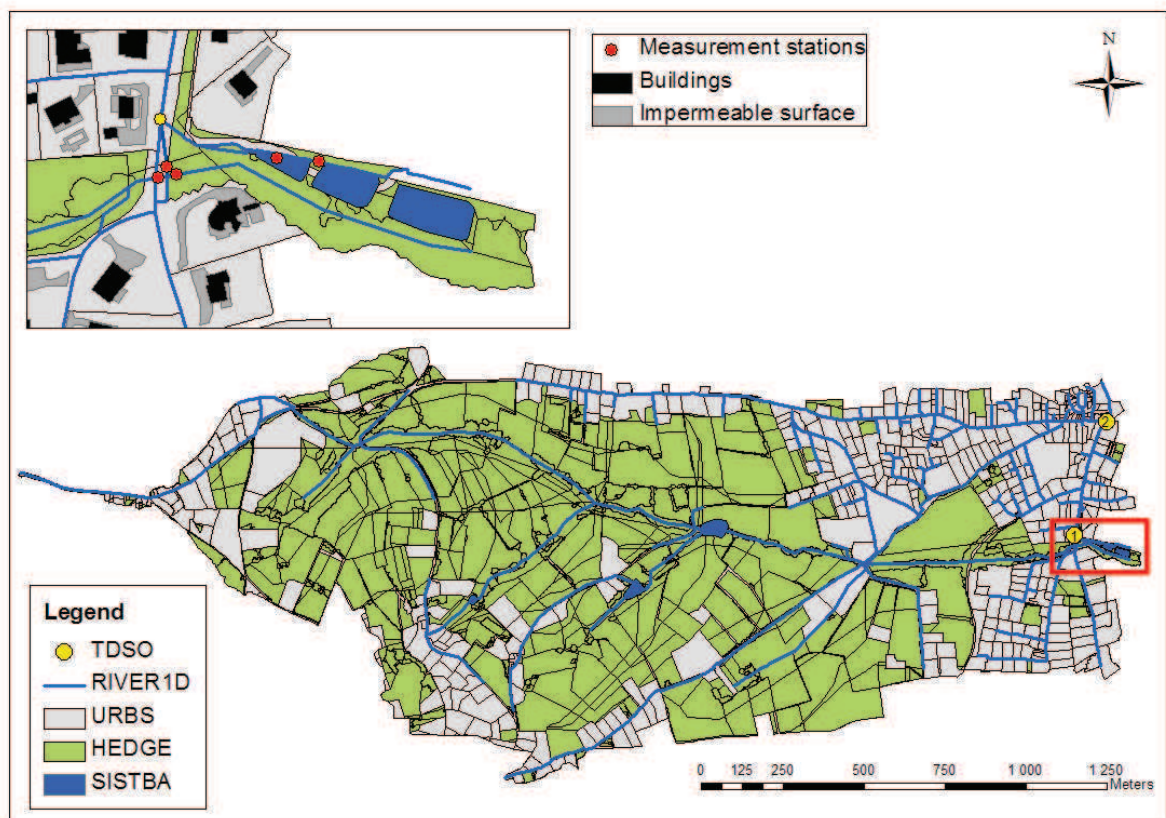 Measurement stations
Buildings
Impermeable surface
N
2
1
Legend
TDSO
RIVER1D
URBS
HEDGE
SISTBA
0 125 250 500 750 1 000 1 250
Meters